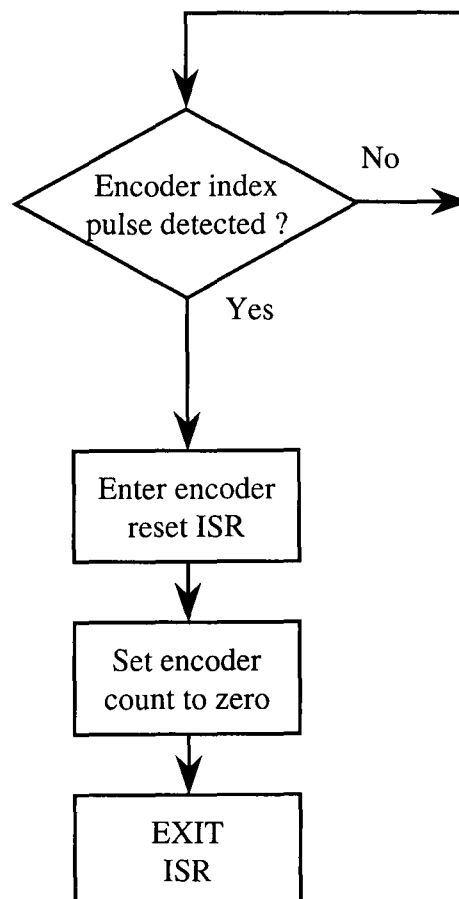 Encoder index
pulse detected ?
No
Yes
Enter encoder
reset ISR
Set encoder
count to zero
EXIT
ISR